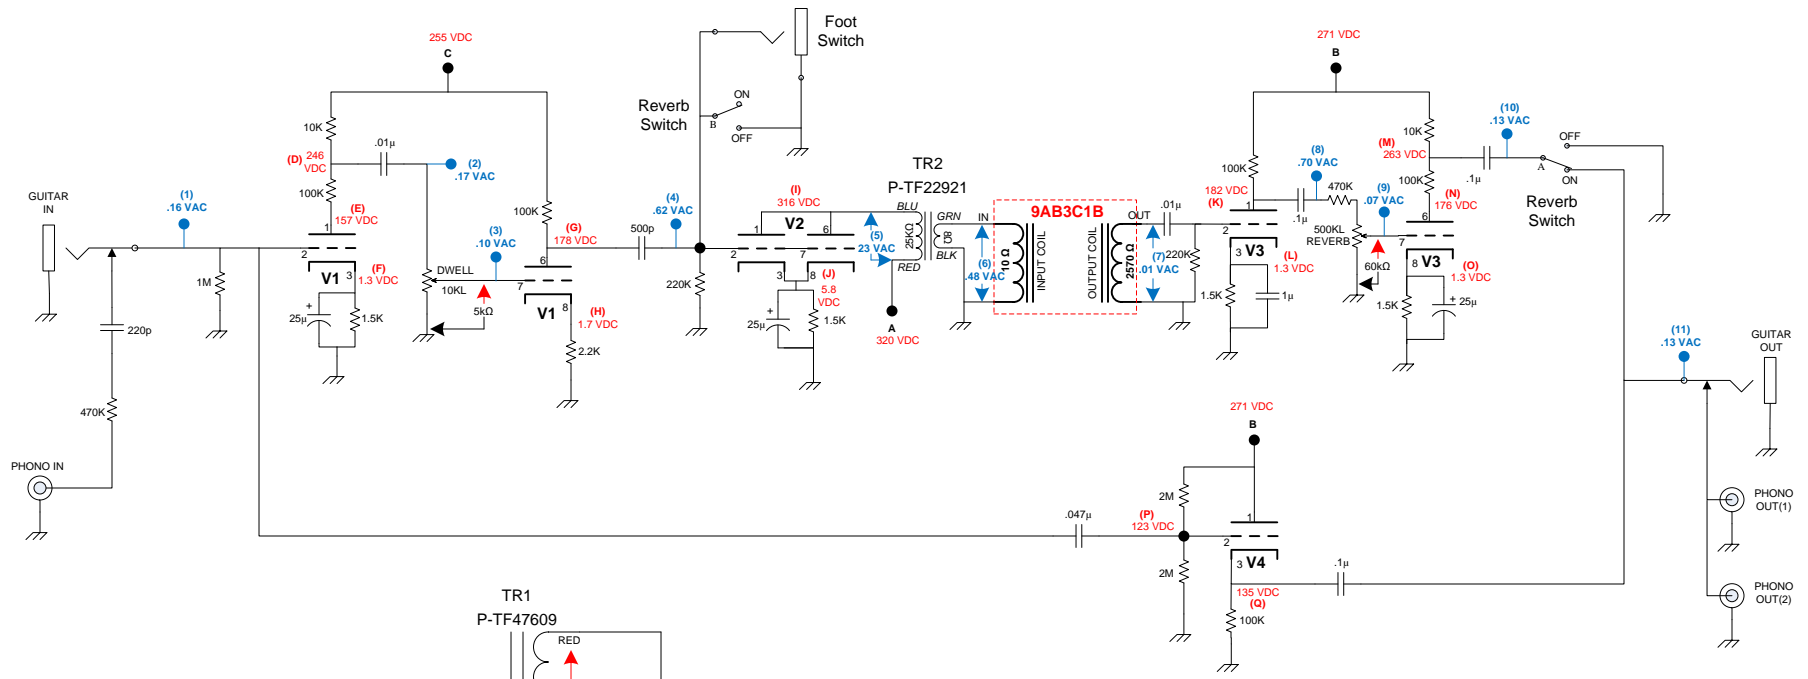 Foot
Switch
255 VDC
C
271 VDC
B
ON
Reverb
Switch
B
OFF
(10)
.13 VAC
10K
.01µ
(D) 246
VDC
(2)
.17 VAC
100K
TR2
P-TF22921
10K
(M)
263 VDC
OFF
A
ON
.1µ
Reverb
Switch
GUITAR
IN
(1)
.16 VAC
1
(E)
157 VDC
2
3
V1
(F)
1.3 VDC
1M
25µ
+
1.5K
DWELL
10KL
(3)
.10 VAC
5kΩ
100K
(G)
178 VDC
6
7
8
V1
(H)
1.7 VDC
2.2K
500p
(4)
.62 VAC
220K
(I)
316 VDC
V2
1
6
2
7
3
8
(J)
5.8
VDC
+
25µ
1.5K
BLU
25KΩ
RED
(5)
23 VAC
A
320 VDC
GRN
8Ω
BLK
9AB3C1B
IN
OUT
(6)
.48 VAC
10 Ω
INPUT COIL
OUTPUT COIL
2570 Ω
(7)
.01 VAC
.01µ
220K
100K
182 VDC
(K)
1
2
3
V3
(L)
1.3 VDC
1.5K
1µ
(8)
.70 VAC
.1µ
470K
500KL
REVERB
(9)
.07 VAC
60kΩ
100K
(N)
176 VDC
6
7
8
V3
(O)
1.3 VDC
1.5K
+
25µ
220p
470K
PHONO IN
(11)
.13 VAC
GUITAR
OUT
271 VDC
B
2M
.047µ
(P)
123 VDC
1
2
3
V4
2M
135 VDC
(Q)
100K
.1µ
PHONO
OUT(1)
PHONO
OUT(2)
TR1
P-TF47609
RED